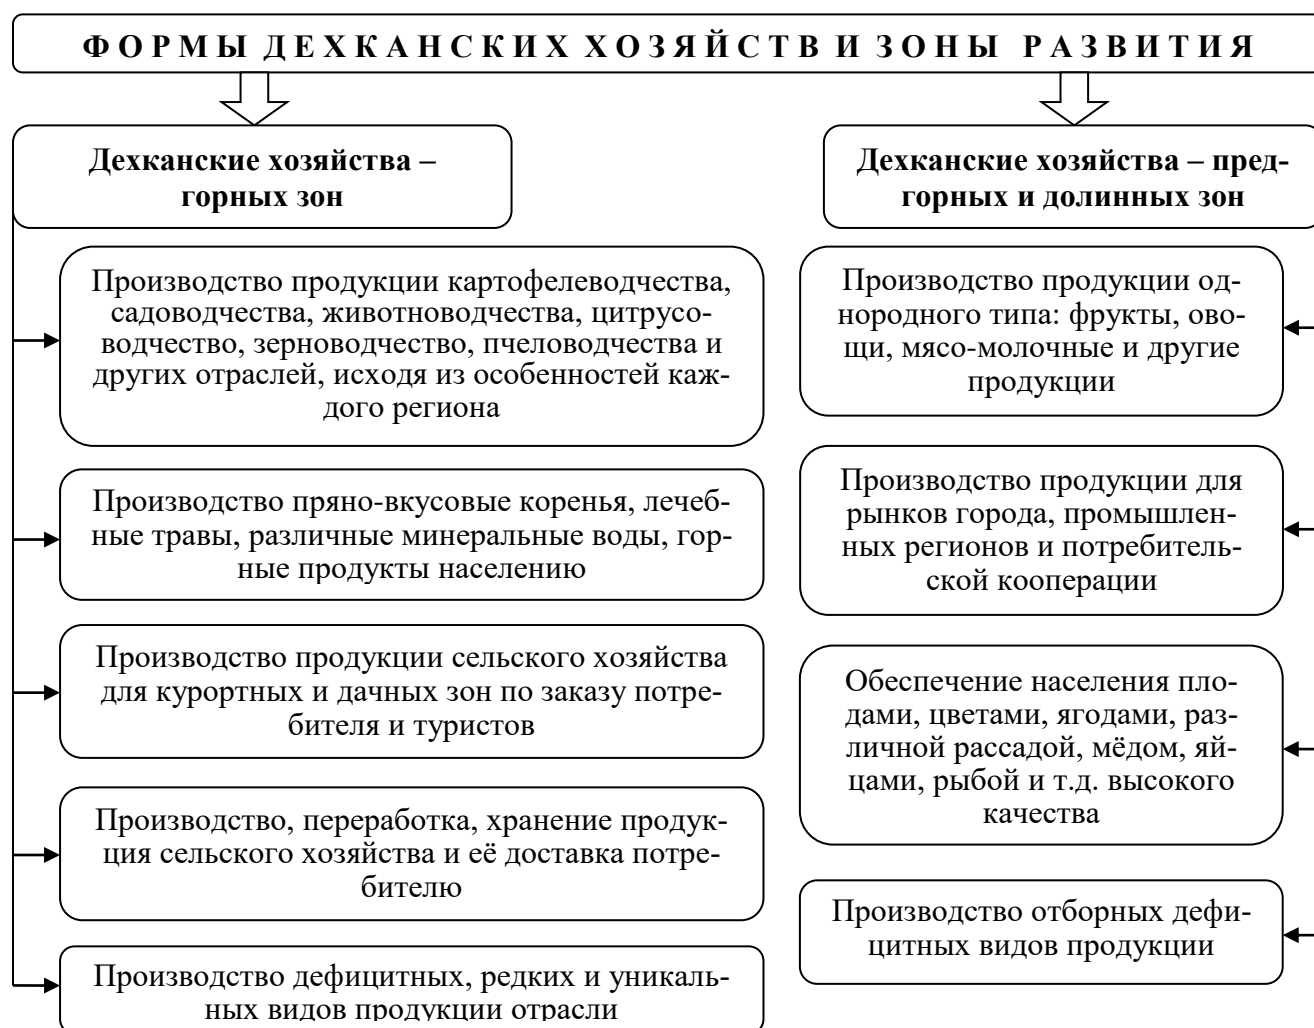 ФОРМЫ ДЕХКАНСКИХ ХОЗЯЙСТВ И ЗОНЫ РАЗВИТИЯ
Дехканские хозяйства –
горных зон
Производство продукции картофелеводчества,
садоводчества, животноводчества, цитрусо-
водчество, зерноводчество, пчеловодчества и
других отраслей, исходя из особенностей каж-
дого региона
Производство пряно-вкусовые коренья, лечеб-
ные травы, различные минеральные воды, гор-
ные продукты населению
Производство продукции сельского хозяйства
для курортных и дачных зон по заказу потре-
бителя и туристов
Производство, переработка, хранение продук-
ция сельского хозяйства и её доставка потре-
бителю
Производство дефицитных, редких и уникаль-
ных видов продукции отрасли
Дехканские хозяйства – пред-
горных и долинных зон
Производство продукции од-
нородного типа: фрукты, ово-
щи, мясо-молочные и другие
продукции
Производство продукции для
рынков города, промышлен-
ных регионов и потребитель-
ской кооперации
Обеспечение населения пло-
дами, цветами, ягодами, раз-
личной рассадой, мёдом, яй-
цами, рыбой и т.д. высокого
качества
Производство отборных дефи-
цитных видов продукции